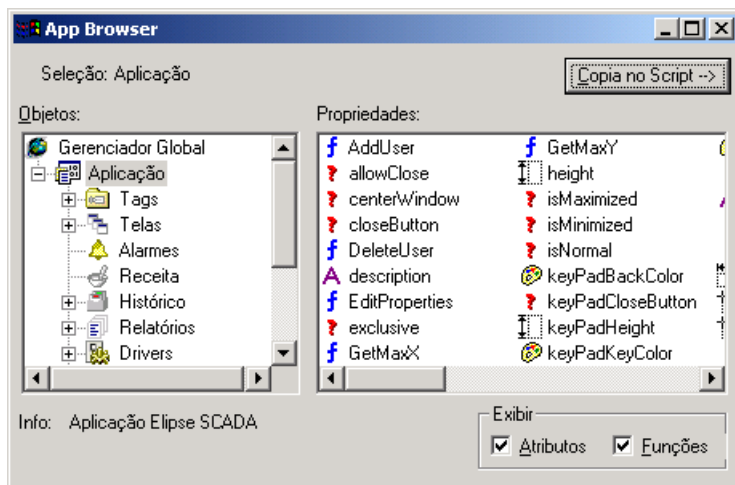 App Browser
Seleção: Aplicação
Copia no Script -->
Objetos:
Propriedades:
Gerenciador Global
Aplicação
Tags
Telas
Alarmes
Receita
Histórico
Relatórios
Drivers
AddUser
allowClose
centerWindow
closeButton
DeleteUser
description
EditProperties
exclusive
GetMaxX
GetMaxY
height
isMaximized
isMinimized
isNormal
keyPadBackColor
keyPadCloseButton
keyPadHeight
keyPadKeyColor
Info: Aplicação Elipse SCADA
Exibir
Atributos
Funções